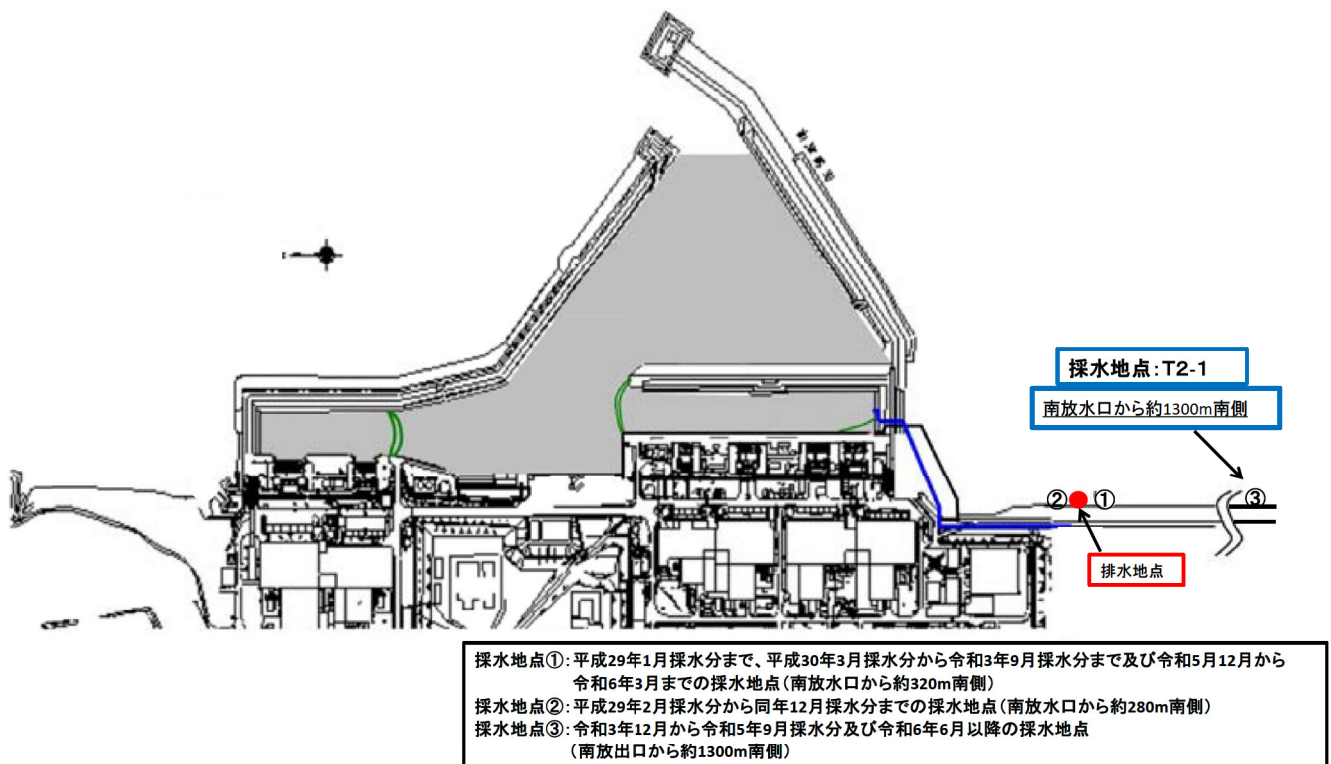 採水地点:T2-1
南放水口から約1300m南側
② ① ③
排水地点
採水地点①:平成29年1月採水分まで、平成30年3月採水分から令和3年9月採水分まで及び令和5月12月から
令和6年3月までの採水地点(南放水口から約320m南側)
採水地点②:平成29年2月採水分から同年12月採水分までの採水地点(南放水口から約280m南側)
採水地点③:令和3年12月から令和5年9月採水分及び令和6年6月以降の採水地点
(南放出口から約1300m南側)